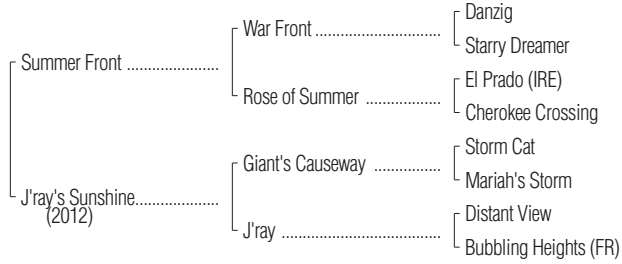 Danzig
War Front
Starry Dreamer
Summer Front
El Prado (IRE)
Rose of Summer
Cherokee Crossing
Storm Cat
Giant's Causeway
Mariah's Storm
J'ray's Sunshine
(2012)
Distant View
J'ray
Bubbling Heights (FR)